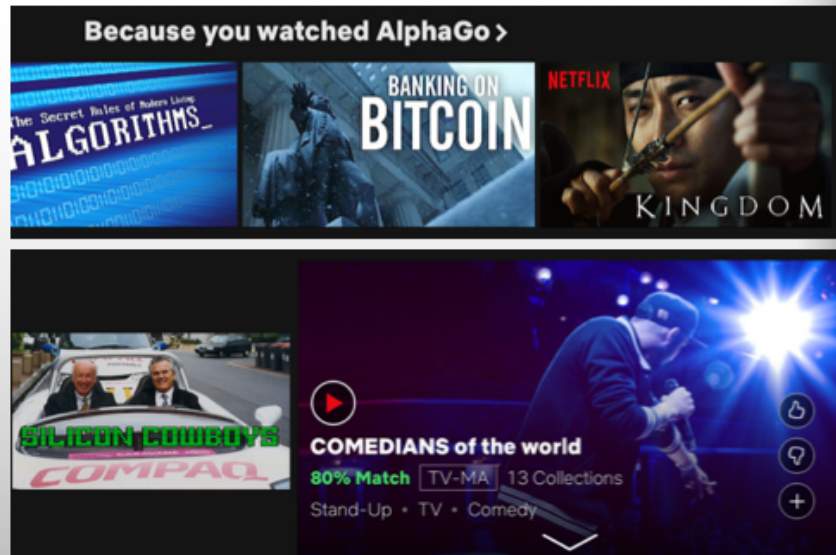 Because you watched AlphaGo >
The Secret Rules of Modern Living
ALGORITHMS_
BANKING ON
BITCOIN
NETFLIX
KINGDOM
SILICON COWBOYS
COMPAQ
COMEDIANS of the world
80% Match TV-MA 13 Collections
Stand-Up • TV • Comedy